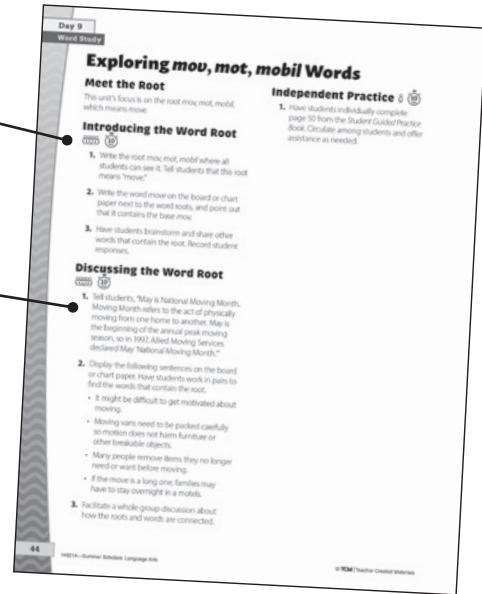 Day 9
Word Study
Exploring mov, mot, mobil Words
Meet the Root
This unit's focus is on the root mov, mot, mobil,
which means move.
Introducing the Word Root
10
1. Write the root mov, mot, mobil where all
students can see it. Tell students that this root
means "move."
2. Write the word move on the board or chart
paper next to the word roots, and point out
that it contains the base mov.
3. Have students brainstorm and share other
words that contain the root. Record student
responses.
Discussing the Word Root
10
1. Tell students, "May is National Moving Month.
Moving Month refers to the act of physically
moving from one home to another. May is
the beginning of the annual peak moving
season, so in 1997, Allied Moving Services
declared May 'National Moving Month.'"
2. Display the following sentences on the board
or chart paper. Have students work in pairs to
find the words that contain the root.
• It might be difficult to get motivated about
moving.
• Moving vans need to be packed carefully
so motion does not harm furniture or
other breakable objects.
• Many people remove items they no longer
need or want before moving.
• If the move is a long one, families may
have to stay overnight in a motels.
3. Facilitate a whole group discussion about
how the roots and words are connected.
Independent Practice
10
1. Have students individually complete
page 50 from the Student Guided Practice
Book. Circulate among students and offer
assistance as needed.
44
—Summer Scholars: Language Arts
© TCM | Teacher Created Materials